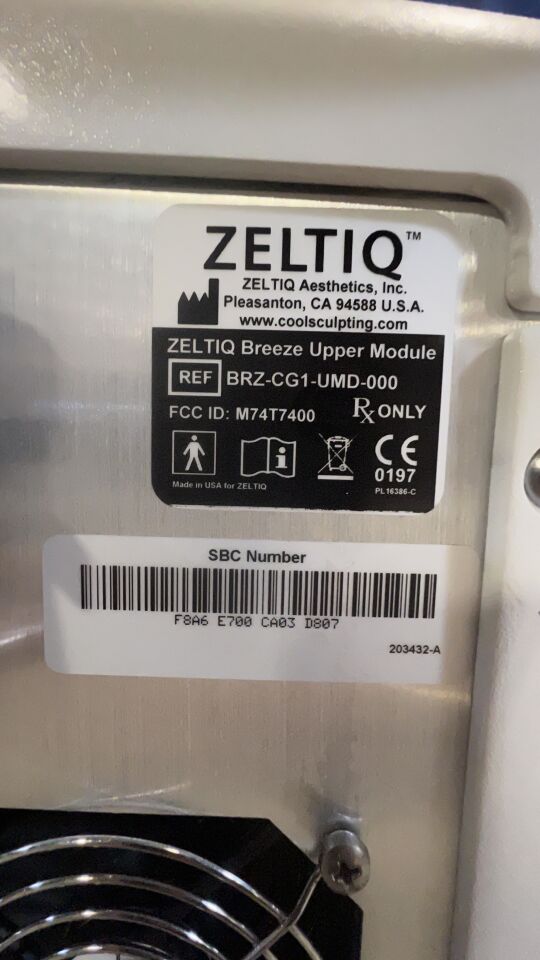 ZELTIQ™
ZELTIQ Aesthetics, Inc.
Pleasanton, CA 94588 U.S.A.
www.coolsculpting.com
ZELTIQ Breeze Upper Module
REF BRZ-CG1-UMD-000
FCC ID: M74T7400 Rx ONLY
i CE
0197
Made in USA for ZELTIQ PL16386-C
SBC Number
F8A6 E700 CA03 D807
203432-A